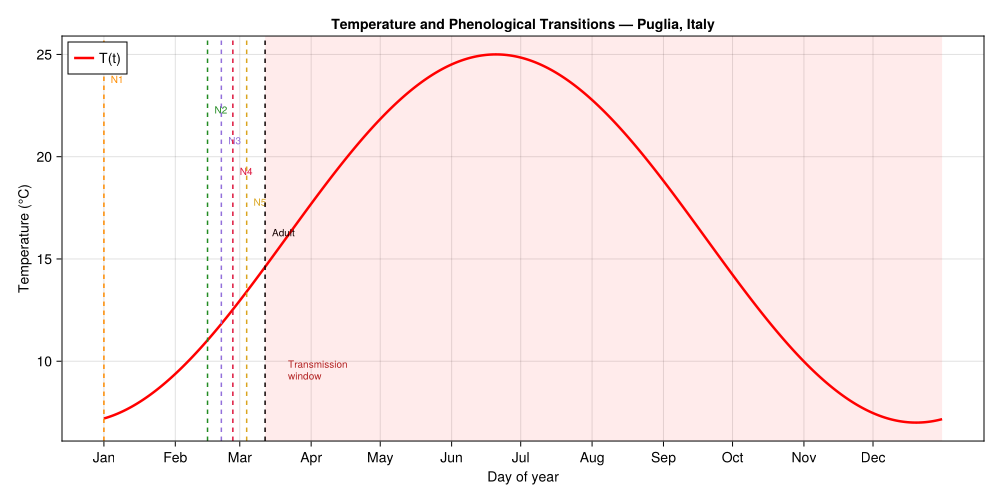 Temperature and Phenological Transitions — Puglia, Italy
T(t)
N1
N2
N3
N4
N5
Adult
Transmission
window
25
20
15
10
Temperature (°C)
Jan Feb Mar Apr May Jun Jul Aug Sep Oct Nov Dec
Day of year